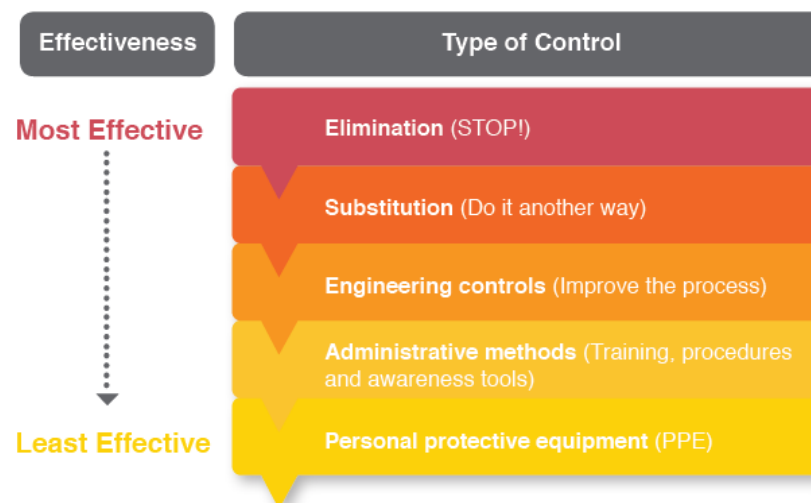 Effectiveness
Type of Control
Most Effective
Elimination (STOP!)
Substitution (Do it another way)
Engineering controls (Improve the process)
Administrative methods (Training, procedures
and awareness tools)
Least Effective
Personal protective equipment (PPE)